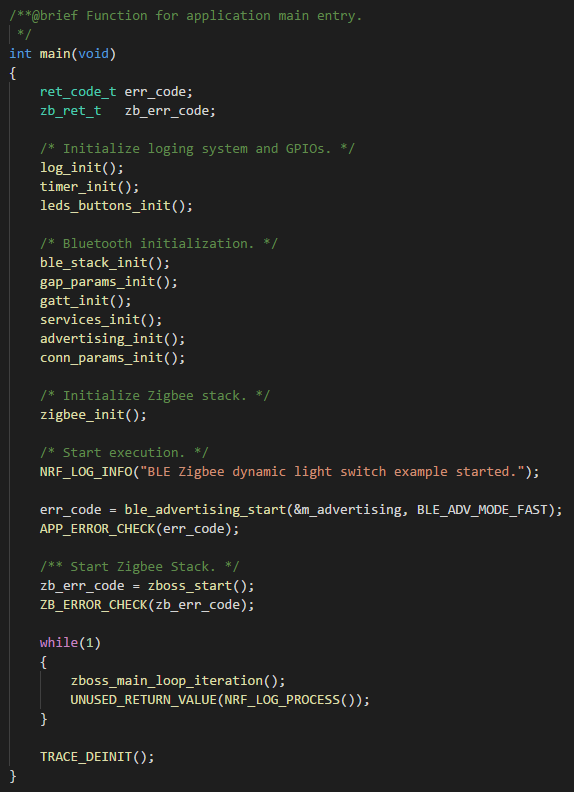 /**@brief Function for application main entry.
 */
int main(void)
{
    ret_code_t err_code;
    zb_ret_t   zb_err_code;

    /* Initialize loging system and GPIOs. */
    log_init();
    timer_init();
    leds_buttons_init();

    /* Bluetooth initialization. */
    ble_stack_init();
    gap_params_init();
    gatt_init();
    services_init();
    advertising_init();
    conn_params_init();

    /* Initialize Zigbee stack. */
    zigbee_init();

    /* Start execution. */
    NRF_LOG_INFO("BLE Zigbee dynamic light switch example started.");

    err_code = ble_advertising_start(&m_advertising, BLE_ADV_MODE_FAST);
    APP_ERROR_CHECK(err_code);

    /** Start Zigbee Stack. */
    zb_err_code = zboss_start();
    ZB_ERROR_CHECK(zb_err_code);

    while(1)
    {
        zboss_main_loop_iteration();
        UNUSED_RETURN_VALUE(NRF_LOG_PROCESS());
    }

    TRACE_DEINIT();
}